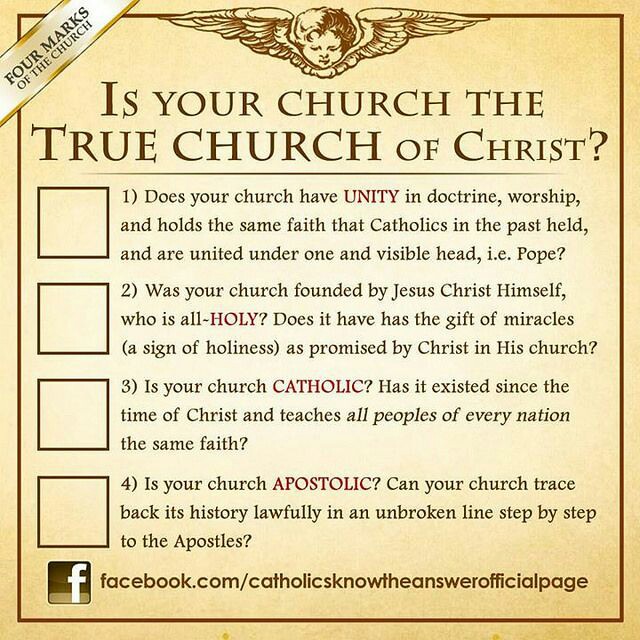 FOUR MARKS
OF THE CHURCH
IS YOUR CHURCH THE
TRUE CHURCH OF CHRIST?
1) Does your church have UNITY in doctrine, worship,
and holds the same faith that Catholics in the past held,
and are united under one and visible head, i.e. Pope?
2) Was your church founded by Jesus Christ Himself,
who is all-HOLY? Does it have has the gift of miracles
(a sign of holiness) as promised by Christ in His church?
3) Is your church CATHOLIC? Has it existed since the
time of Christ and teaches all peoples of every nation
the same faith?
4) Is your church APOSTOLIC? Can your church trace
back its history lawfully in an unbroken line step by step
to the Apostles?
f facebook.com/catholicsknowtheanswerofficialpage